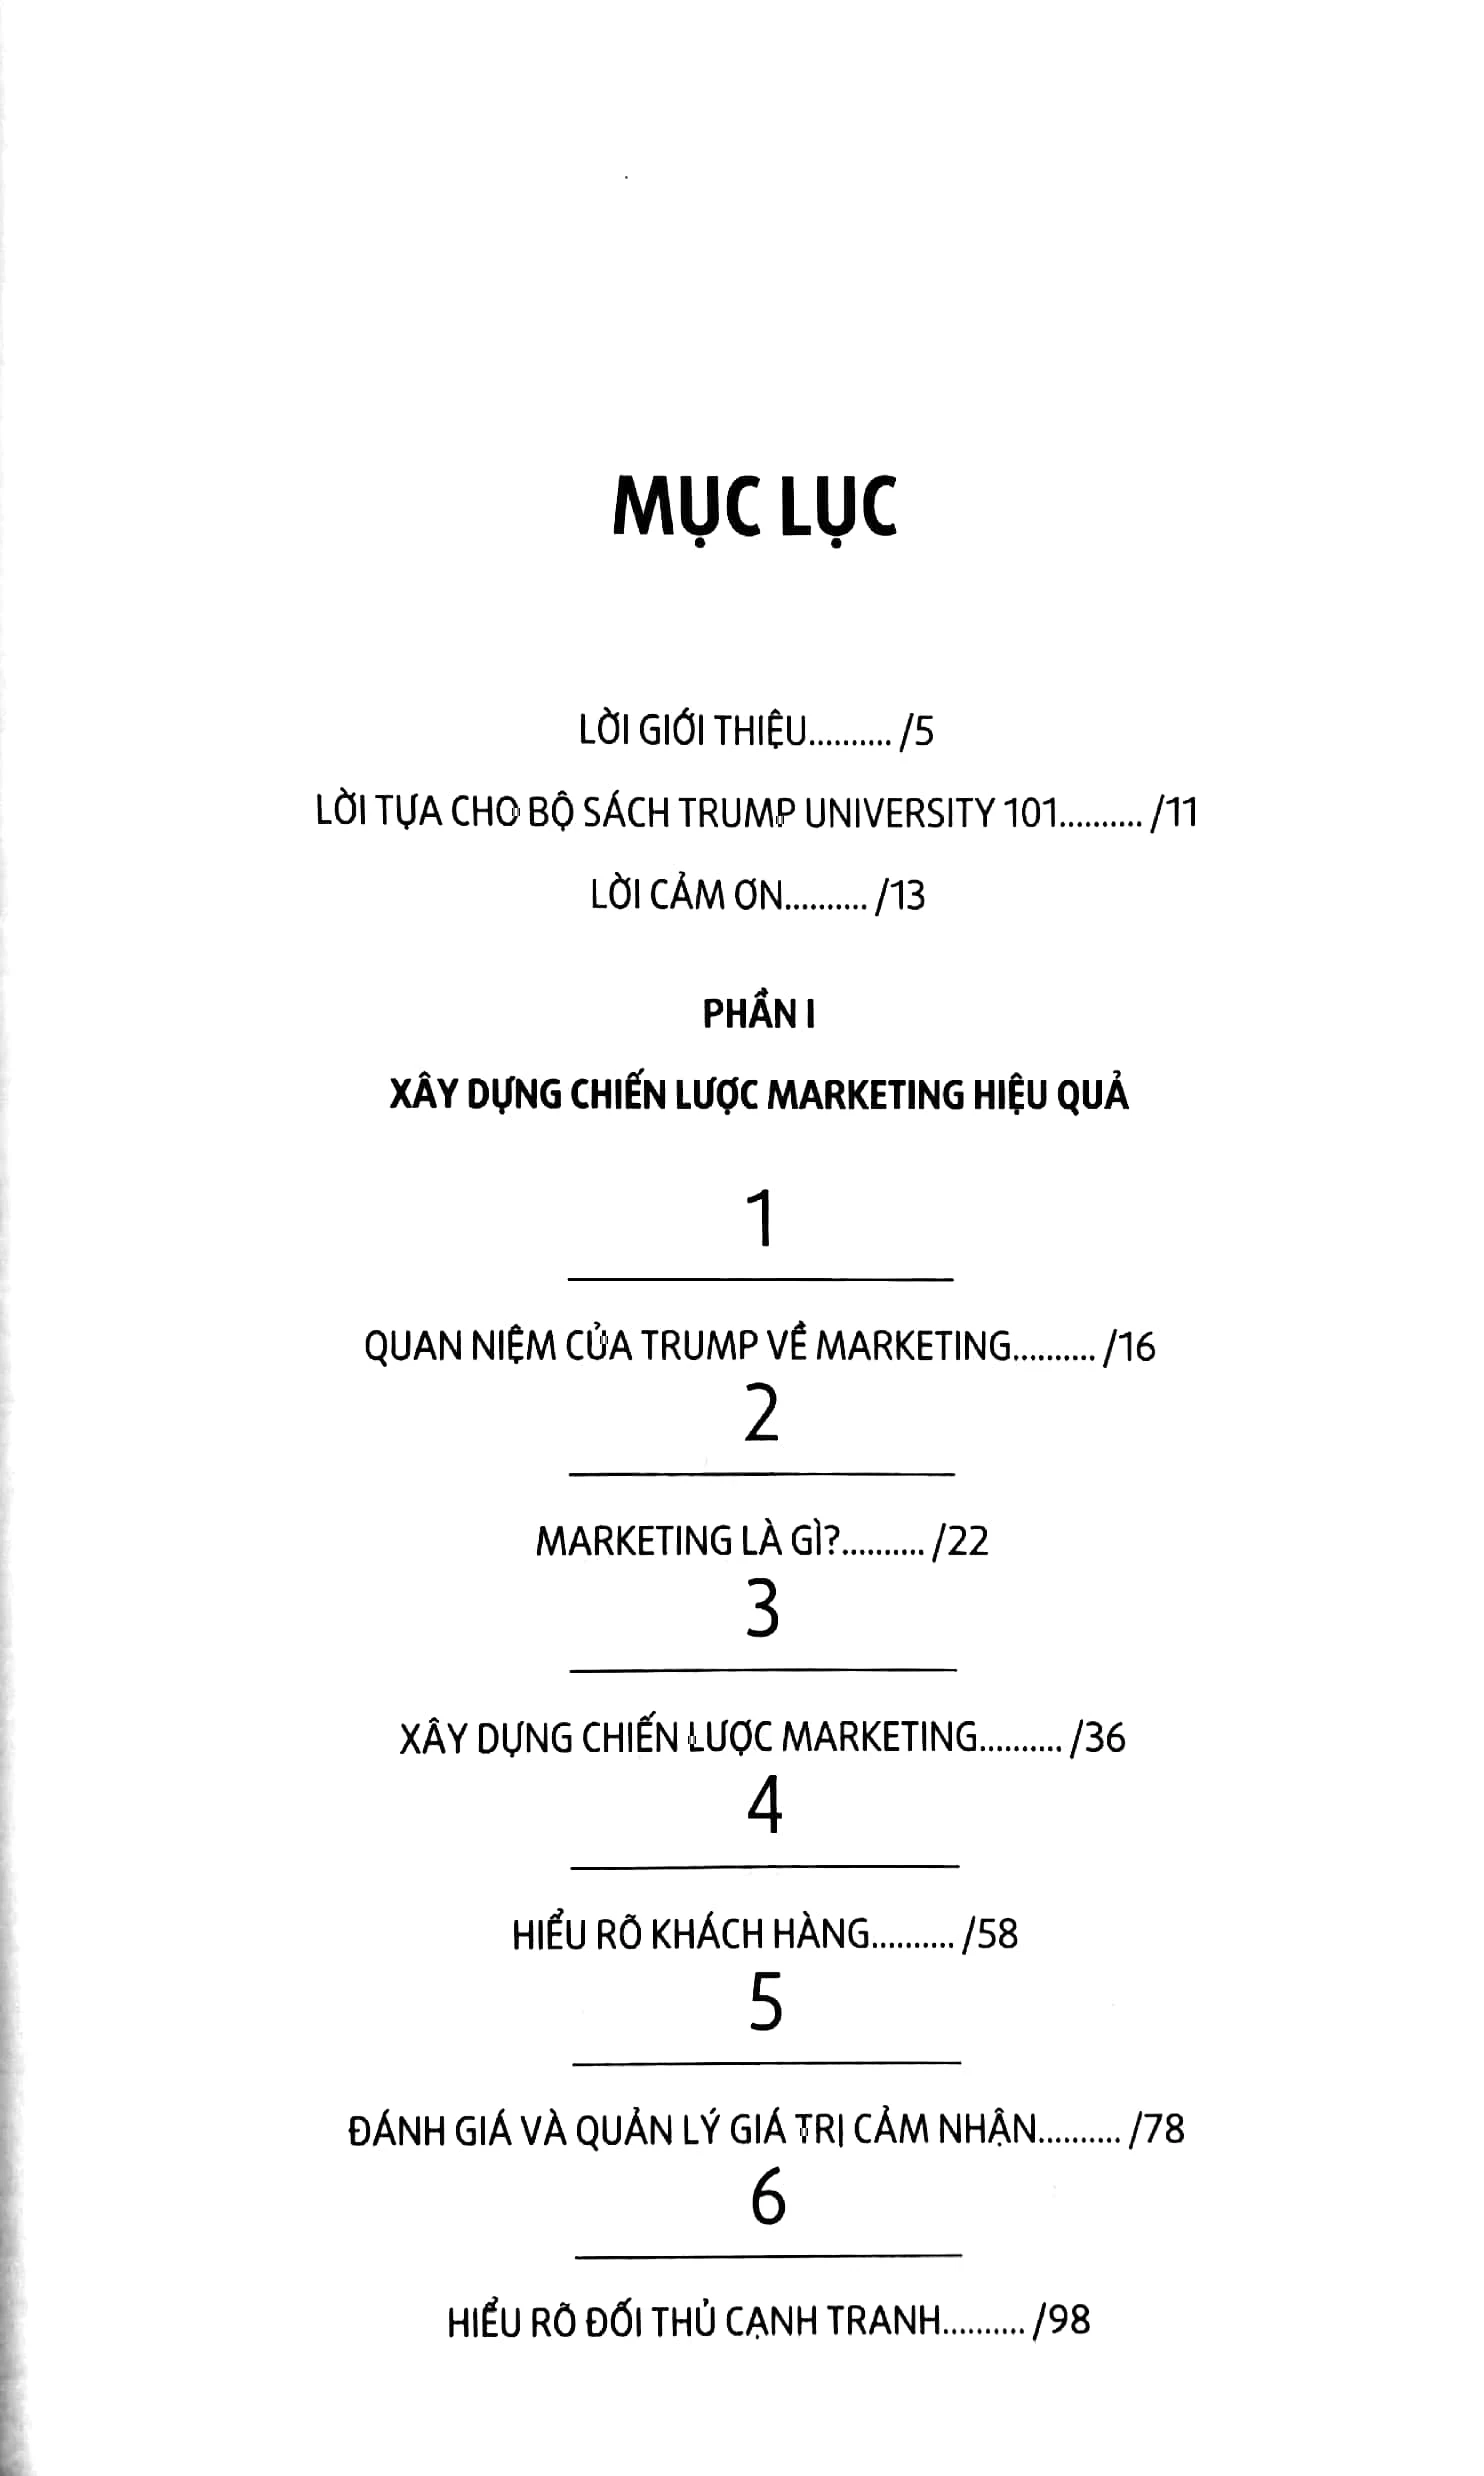 MỤC LỤC
LỜI GIỚI THIỆU.......... /5
LỜI TỰA CHO BỘ SÁCH TRUMP UNIVERSITY 101.......... /11
LỜI CẢM ƠN.......... /13
PHẦN I
XÂY DỰNG CHIẾN LƯỢC MARKETING HIỆU QUẢ
1
QUAN NIỆM CỦA TRUMP VỀ MARKETING.......... /16
2
MARKETING LÀ GÌ?.......... /22
3
XÂY DỰNG CHIẾN LƯỢC MARKETING.......... /36
4
HIỂU RÕ KHÁCH HÀNG.......... /58
5
ĐÁNH GIÁ VÀ QUẢN LÝ GIÁ TRỊ CẢM NHẬN.......... /78
6
HIỂU RÕ ĐỐI THỦ CẠNH TRANH.......... /98